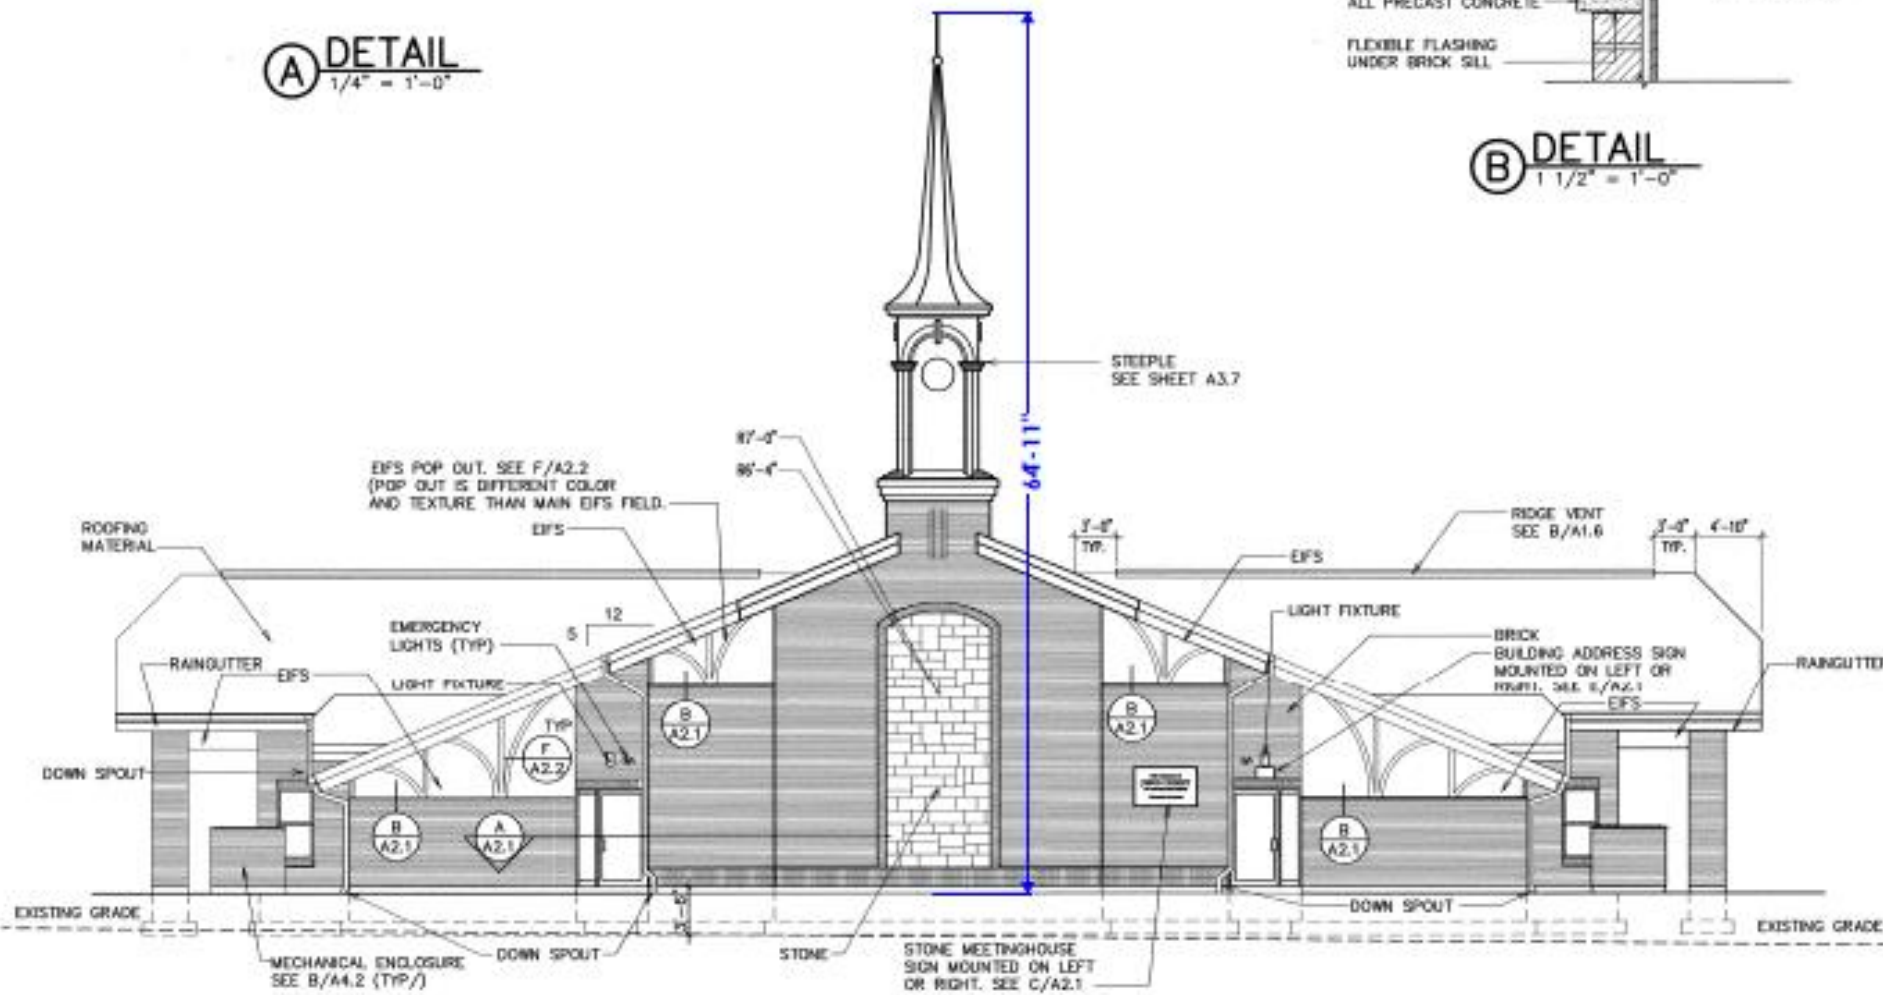 A DETAIL
1/4" = 1'-0"
ALL PRECAST CONCRETE
FLEXIBLE FLASHING
UNDER BRICK SILL
B DETAIL
1 1/2" = 1'-0"
STEEPLE
SEE SHEET A3.7
64'-11"
EIFS POP OUT. SEE F/A2.2
(POP OUT IS DIFFERENT COLOR
AND TEXTURE THAN MAIN EIFS FIELD.
EIFS
ROOFING
MATERIAL
3'-0"
TYP.
RIDGE VENT
SEE B/A1.6
3'-0"
TYP.
4'-10"
EIFS
12
5
EMERGENCY
LIGHTS (TYP)
LIGHT FIXTURE
BRICK
BUILDING ADDRESS SIGN
MOUNTED ON LEFT OR
RIGHT. SEE
RAINGUTTER
EIFS
LIGHT FIXTURE
RAINGUTTER
EIFS
B
A2.1
B
A2.1
TYP
F
A2.2
DOWN SPOUT
B
A2.1
A
A2.1
B
A2.1
EXISTING GRADE
3'-6"
DOWN SPOUT
EXISTING GRADE
DOWN SPOUT
STONE
MECHANICAL ENCLOSURE
SEE B/A4.2 (TYP/)
STONE MEETINGHOUSE
SIGN MOUNTED ON LEFT
OR RIGHT. SEE C/A2.1